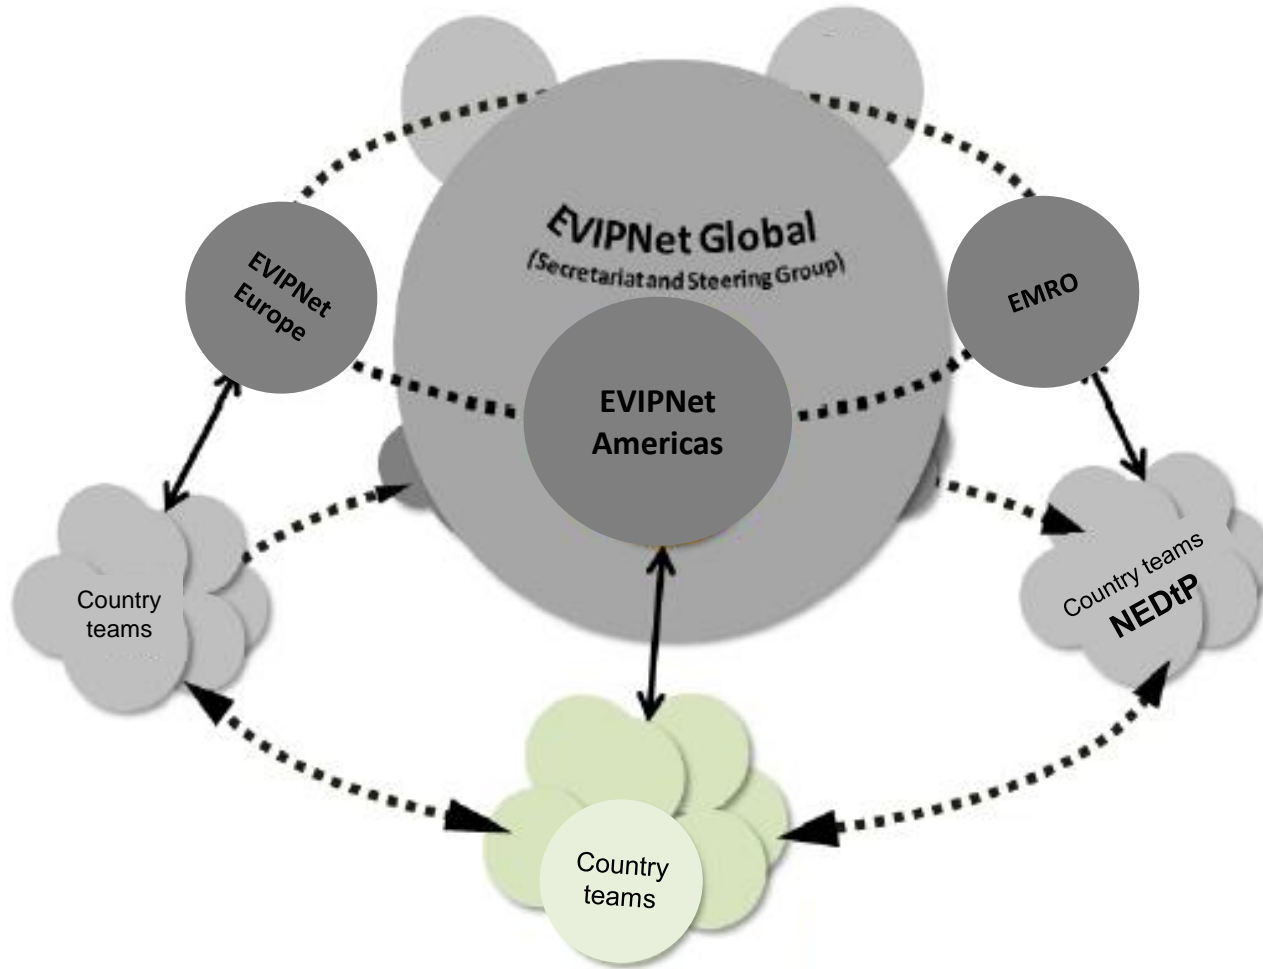 EVIPNet Global
(Secretariat and Steering Group)
EVIPNet
Europe
EMRO
EVIPNet
Americas
Country
teams
Country teams
NEDtP
Country
teams